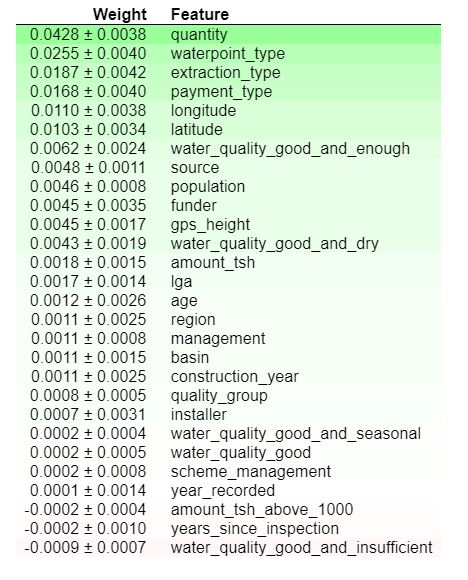 Weight Feature
0.0428 ± 0.0038 quantity
0.0255 ± 0.0040 waterpoint_type
0.0187 ± 0.0042 extraction_type
0.0168 ± 0.0040 payment_type
0.0110 ± 0.0038 longitude
0.0103 ± 0.0034 latitude
0.0062 ± 0.0024 water_quality_good_and_enough
0.0048 ± 0.0011 source
0.0046 ± 0.0008 population
0.0045 ± 0.0035 funder
0.0045 ± 0.0017 gps_height
0.0043 ± 0.0019 water_quality_good_and_dry
0.0018 ± 0.0015 amount_tsh
0.0017 ± 0.0014 lga
0.0012 ± 0.0026 age
0.0011 ± 0.0025 region
0.0011 ± 0.0008 management
0.0011 ± 0.0015 basin
0.0011 ± 0.0025 construction_year
0.0008 ± 0.0005 quality_group
0.0007 ± 0.0031 installer
0.0002 ± 0.0004 water_quality_good_and_seasonal
0.0002 ± 0.0005 water_quality_good
0.0002 ± 0.0008 scheme_management
0.0001 ± 0.0014 year_recorded
-0.0002 ± 0.0004 amount_tsh_above_1000
-0.0002 ± 0.0010 years_since_inspection
-0.0009 ± 0.0007 water_quality_good_and_insufficient